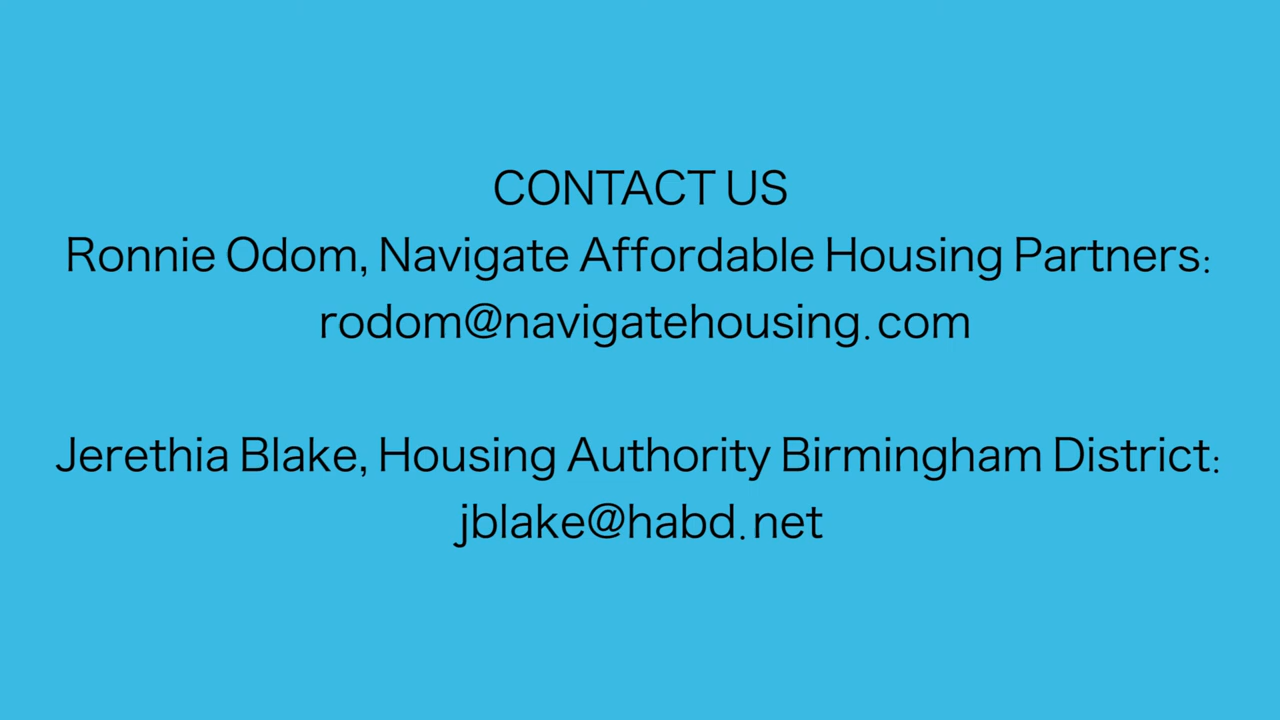 CONTACT US
Ronnie Odom, Navigate Affordable Housing Partners:
rodom@navigatehousing.com
Jerethia Blake, Housing Authority Birmingham District:
jblake@habd.net